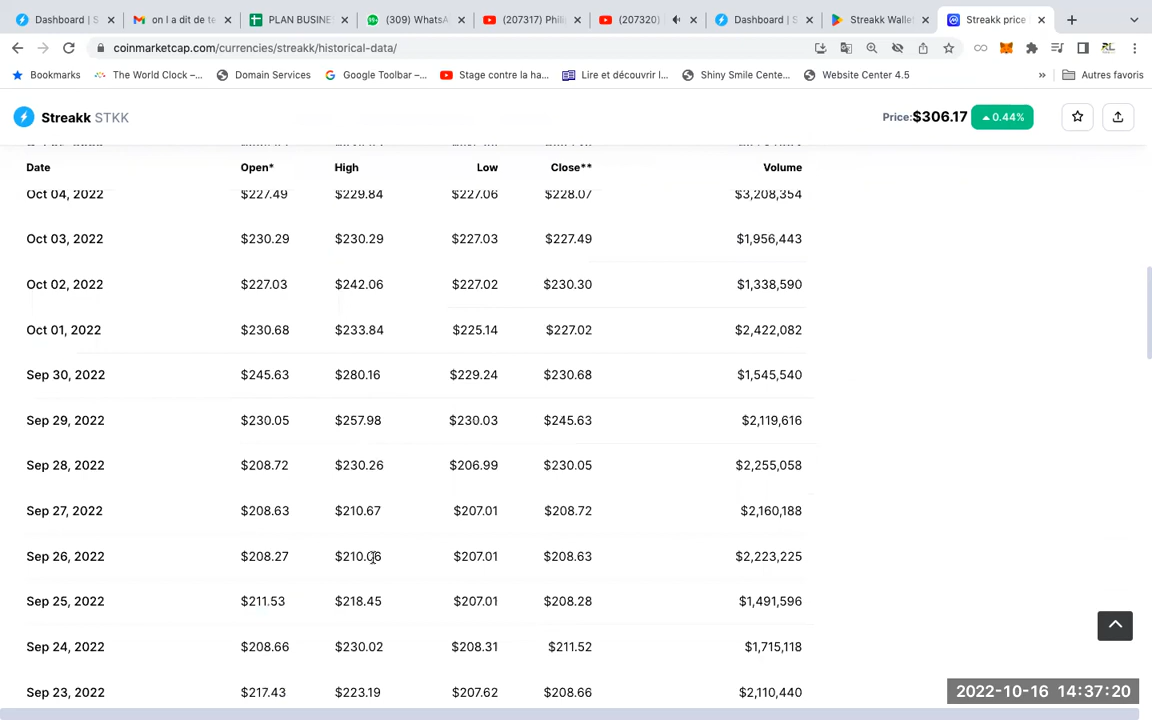 Dashboard | S
on l a dit de te
PLAN BUSINE
(309) WhatsA
(207317) Phili
(207320)
Dashboard | S
Streakk Wallet
Streakk price
coinmarketcap.com/currencies/streakk/historical-data/
Bookmarks
The World Clock –...
Domain Services
Google Toolbar –...
Stage contre la ha...
Lire et découvrir l...
Shiny Smile Cente...
Website Center 4.5
»
Autres favoris
Streakk STKK
Price:$306.17 0.44%
Date Open* High Low Close** Volume
Oct 04, 2022 $227.49 $229.84 $227.06 $228.07 $3,208,354
Oct 03, 2022 $230.29 $230.29 $227.03 $227.49 $1,956,443
Oct 02, 2022 $227.03 $242.06 $227.02 $230.30 $1,338,590
Oct 01, 2022 $230.68 $233.84 $225.14 $227.02 $2,422,082
Sep 30, 2022 $245.63 $280.16 $229.24 $230.68 $1,545,540
Sep 29, 2022 $230.05 $257.98 $230.03 $245.63 $2,119,616
Sep 28, 2022 $208.72 $230.26 $206.99 $230.05 $2,255,058
Sep 27, 2022 $208.63 $210.67 $207.01 $208.72 $2,160,188
Sep 26, 2022 $208.27 $210.06 $207.01 $208.63 $2,223,225
Sep 25, 2022 $211.53 $218.45 $207.01 $208.28 $1,491,596
Sep 24, 2022 $208.66 $230.02 $208.31 $211.52 $1,715,118
Sep 23, 2022 $217.43 $223.19 $207.62 $208.66 $2,110,440
2022-10-16 14:37:20